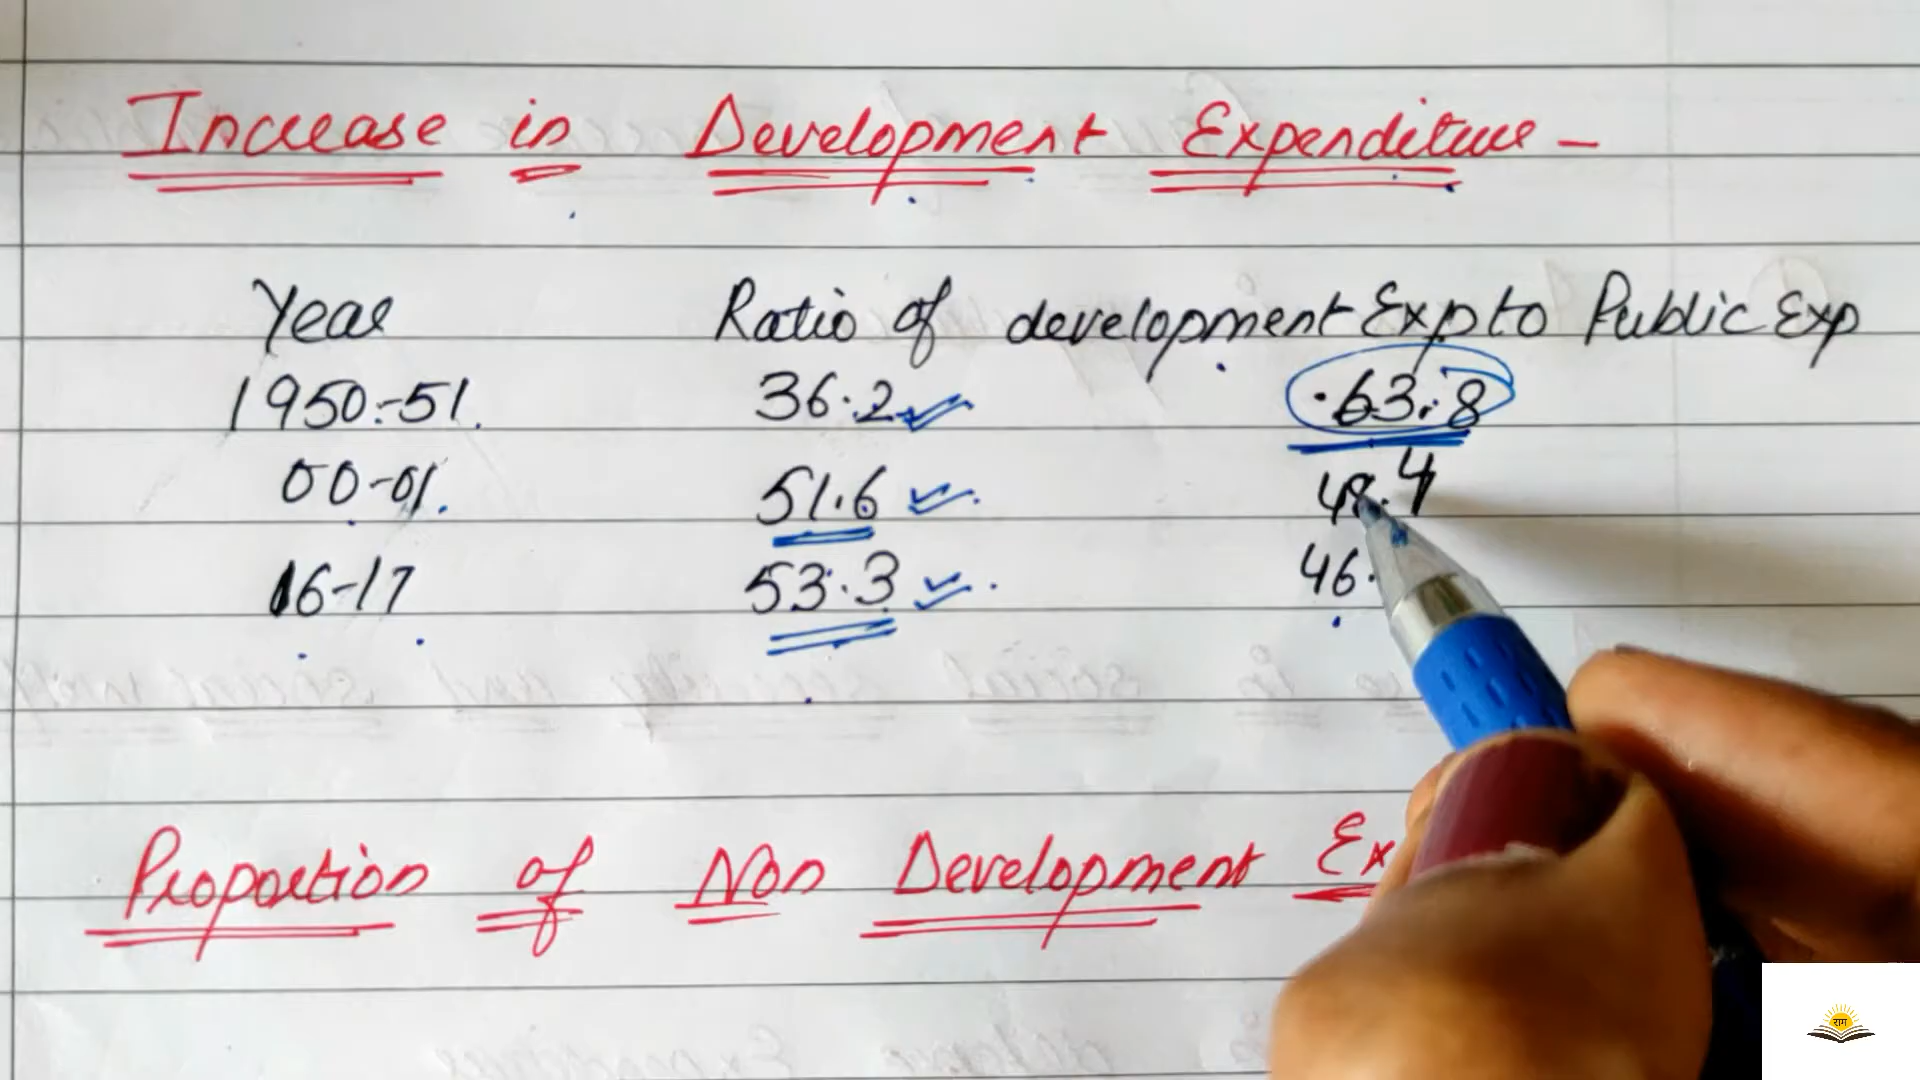 Increase in Development Expenditure -
Year Ratio of development Exp to Public Exp
1950-51 36.2 63.8
00-01 51.6 48.4
16-17 53.3 46.
Proportion of Non Development Ex
राम